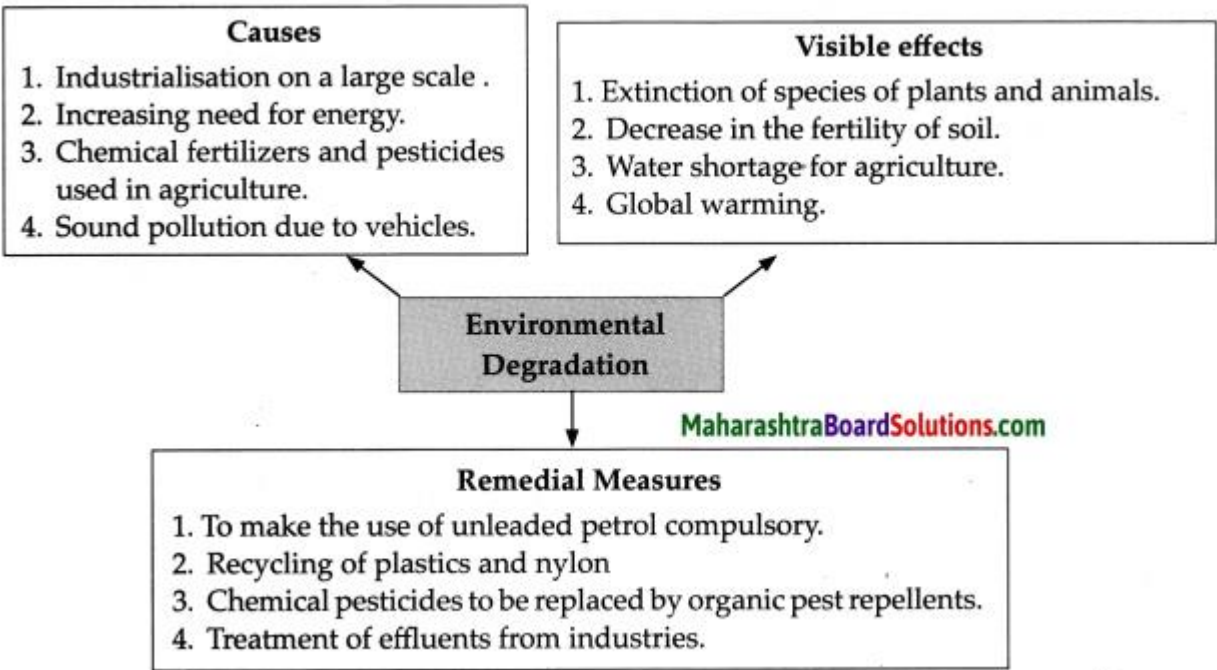 Causes
1. Industrialisation on a large scale .
2. Increasing need for energy.
3. Chemical fertilizers and pesticides
used in agriculture.
4. Sound pollution due to vehicles.
Visible effects
1. Extinction of species of plants and animals.
2. Decrease in the fertility of soil.
3. Water shortage for agriculture.
4. Global warming.
Environmental
Degradation
MaharashtraBoardSolutions.com
Remedial Measures
1. To make the use of unleaded petrol compulsory.
2. Recycling of plastics and nylon
3. Chemical pesticides to be replaced by organic pest repellents.
4. Treatment of effluents from industries.